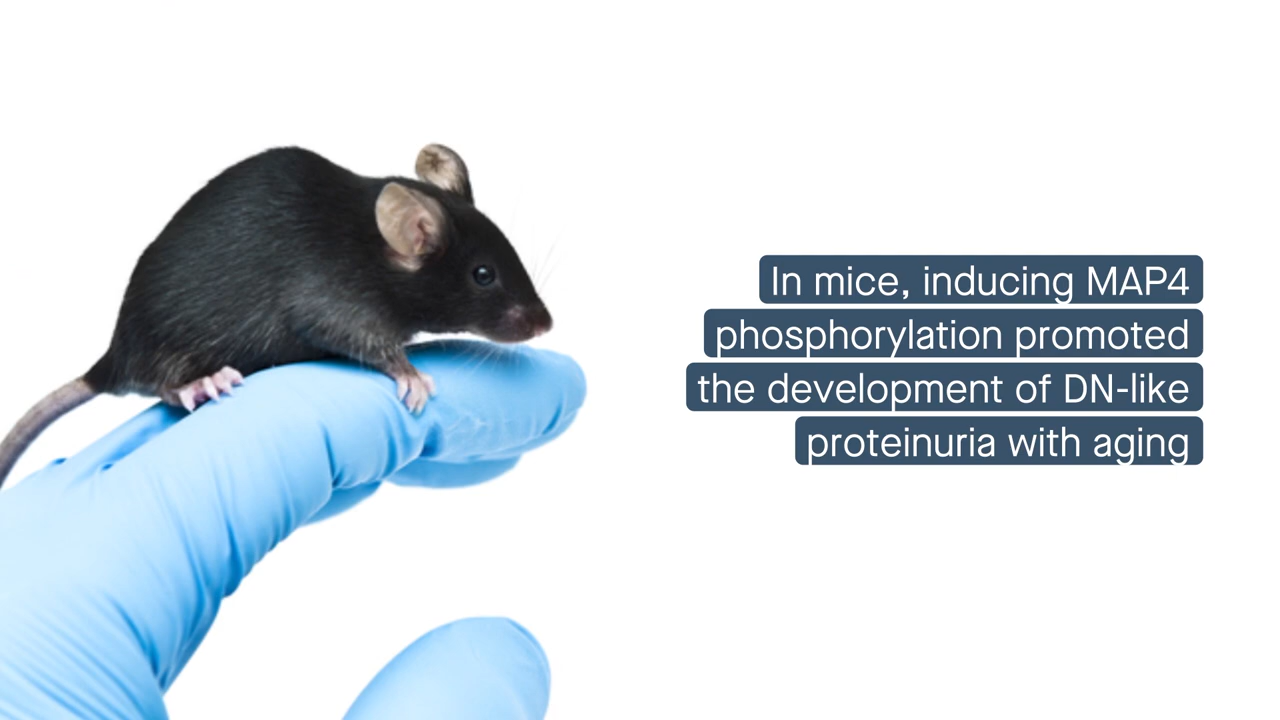 In mice, inducing MAP4
phosphorylation promoted
the development of DN-like
proteinuria with aging